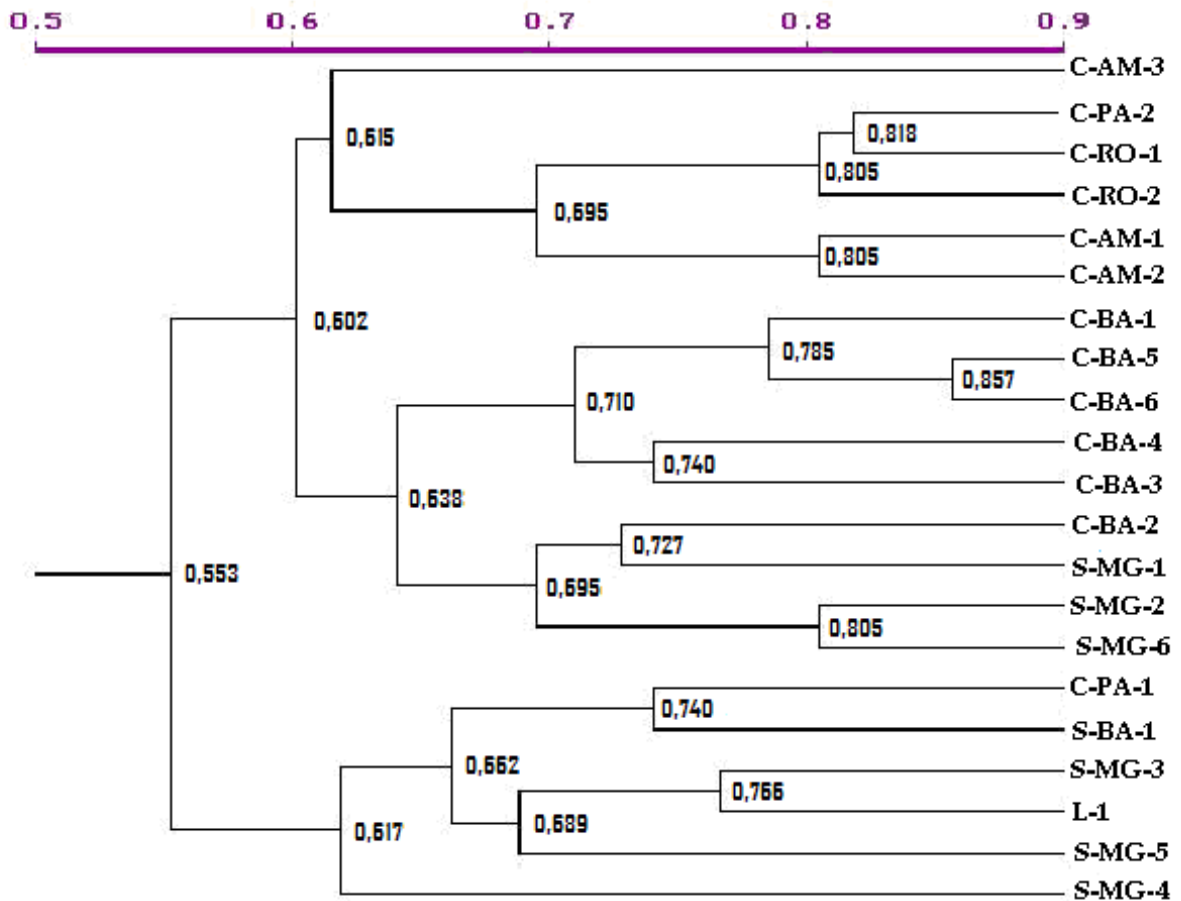 0.5 0.6 0.7 0.8 0.9
C-AM-3
C-PA-2
0,615
0,818
C-RO-1
0,805
C-RO-2
0,695
C-AM-1
0,805
C-AM-2
0,602
C-BA-1
0,785
C-BA-5
0,857
0,710
C-BA-6
C-BA-4
0,740
C-BA-3
0,638
C-BA-2
0,727
S-MG-1
0,553
0,695
S-MG-2
0,805
S-MG-6
C-PA-1
0,740
S-BA-1
0,662
S-MG-3
0,766
L-1
0,689
0,617
S-MG-5
S-MG-4